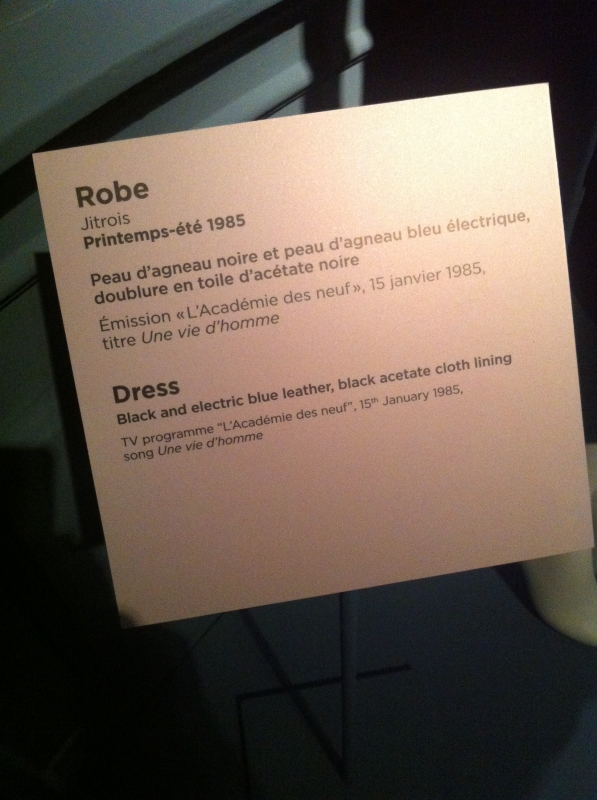 Robe
Jitrois
Printemps-été 1985
Peau d'agneau noire et peau d'agneau bleu électrique,
doublure en toile d'acétate noire
Émission «L'Académie des neuf», 15 janvier 1985,
titre Une vie d'homme
Dress
Black and electric blue leather, black acetate cloth lining
TV programme "L'Académie des neuf", 15th January 1985,
song Une vie d'homme